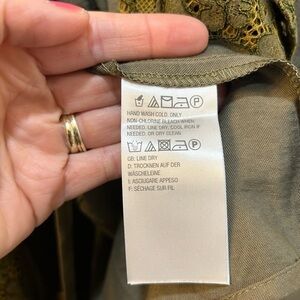 HAND WASH COLD. ONLY
NON-CHLORINE BLEACH WHEN
NEEDED. LINE DRY. COOL IRON IF
NEEDED, OR DRY CLEAN
GB: LINE DRY
D: TROCKNEN AUF DER
WÄSCHELEINE
I: ASCIUGARE APPESO
F: SÉCHAGE SUR FIL